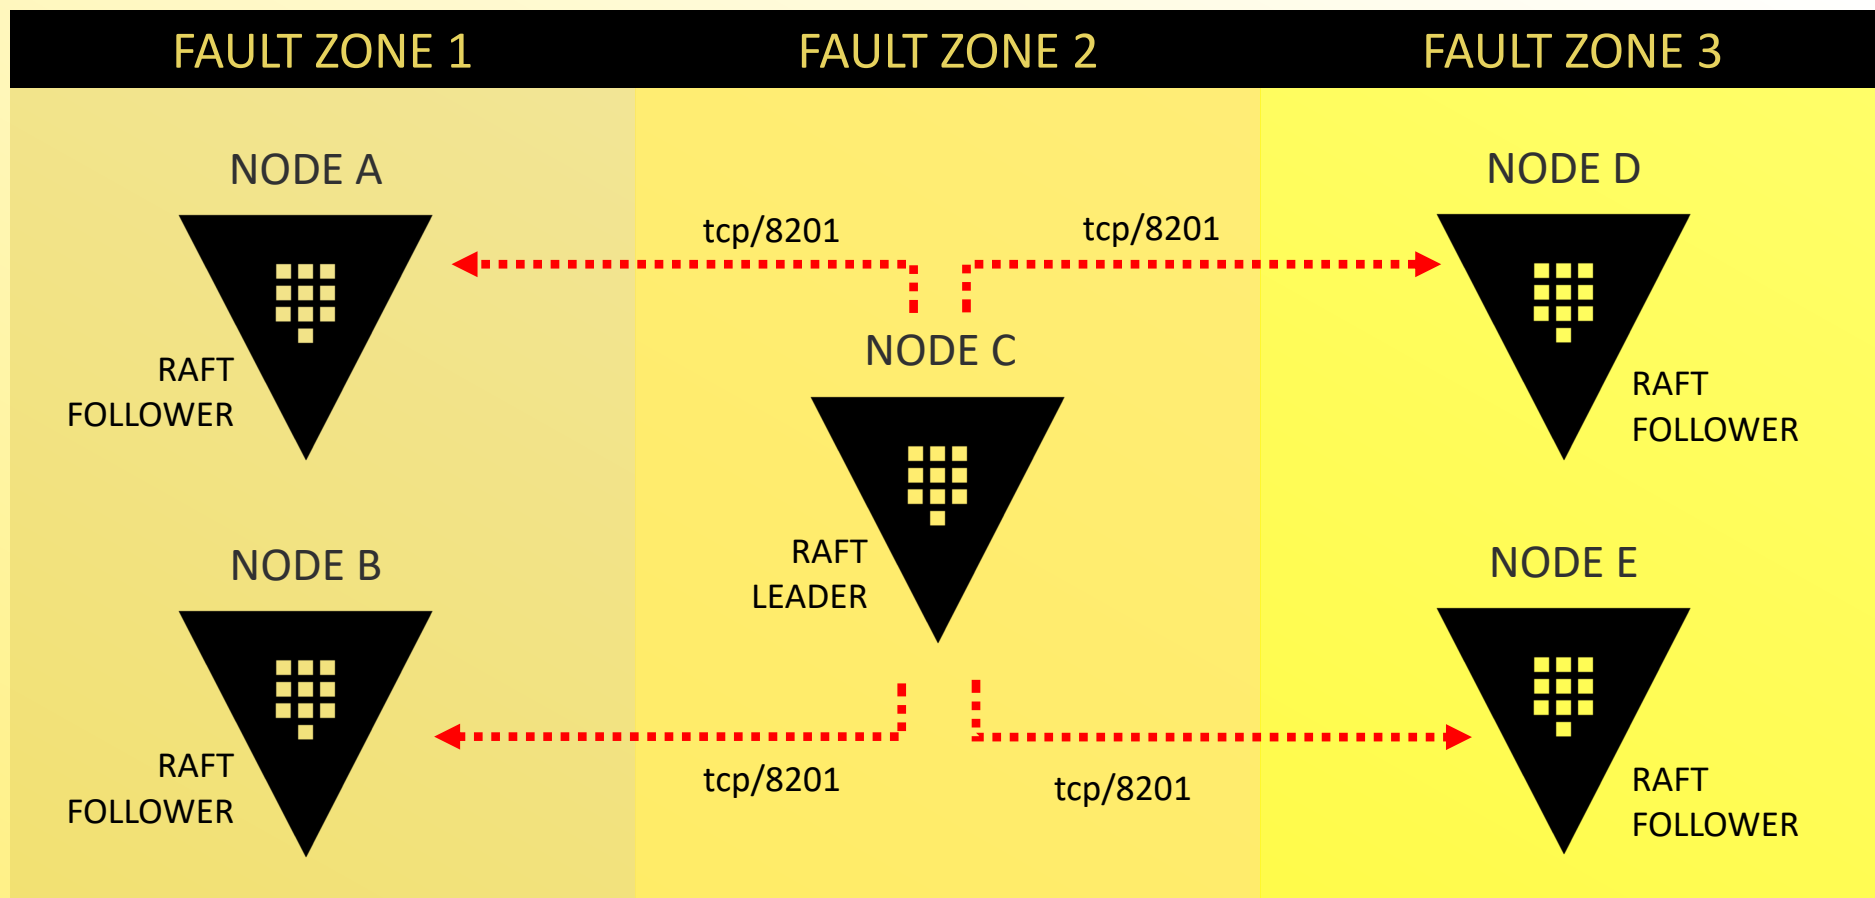 FAULT ZONE 1
FAULT ZONE 2
FAULT ZONE 3
NODE A
RAFT
FOLLOWER
NODE B
RAFT
FOLLOWER
tcp/8201
tcp/8201
NODE C
RAFT
LEADER
tcp/8201
tcp/8201
NODE D
RAFT
FOLLOWER
NODE E
RAFT
FOLLOWER